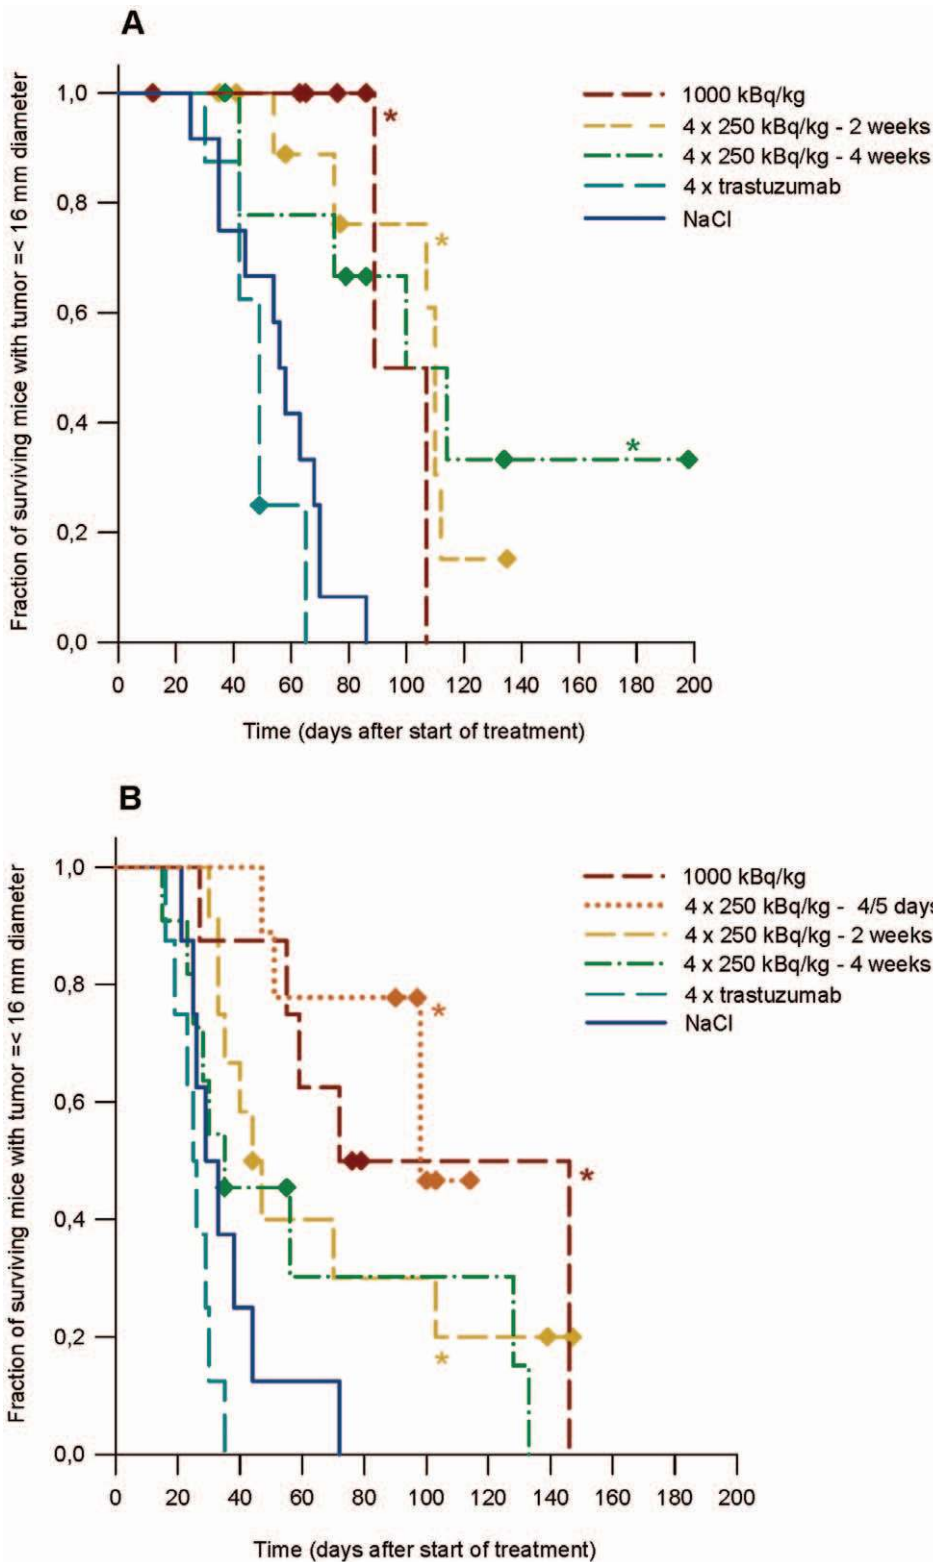 A
Fraction of surviving mice with tumor =< 16 mm diameter
1,0
0,8
0,6
0,4
0,2
0,0
0 20 40 60 80 100 120 140 160 180 200
Time (days after start of treatment)
1000 kBq/kg
4 x 250 kBq/kg - 2 weeks
4 x 250 kBq/kg - 4 weeks
4 x trastuzumab
NaCl
*
*
*
B
Fraction of surviving mice with tumor =< 16 mm diameter
1,0
0,8
0,6
0,4
0,2
0,0
0 20 40 60 80 100 120 140 160 180 200
Time (days after start of treatment)
1000 kBq/kg
4 x 250 kBq/kg - 4/5 days
4 x 250 kBq/kg - 2 weeks
4 x 250 kBq/kg - 4 weeks
4 x trastuzumab
NaCl
*
*
*